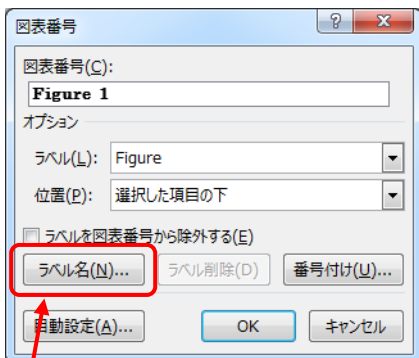 図表番号
図表番号(C):
Figure 1
オプション
ラベル(L): Figure
位置(P): 選択した項目の下
ラベルを図表番号から除外する(E)
ラベル名(N)... ラベル削除(D) 番号付け(U)...
自動設定(A)... OK キャンセル